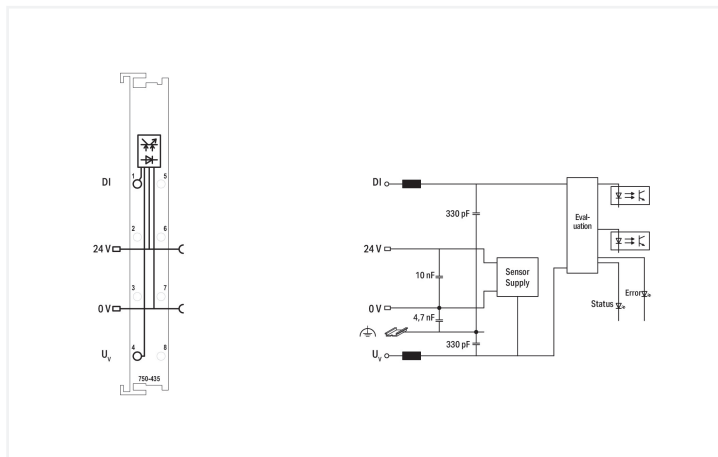 1
5
DI
2
6
24 V
3
7
0 V
4
8
UV
750-435
DI
330 pF
Eval-
uation
24 V
10 nF
Sensor
Supply
0 V
4,7 nF
Error
Status
330 pF
UV